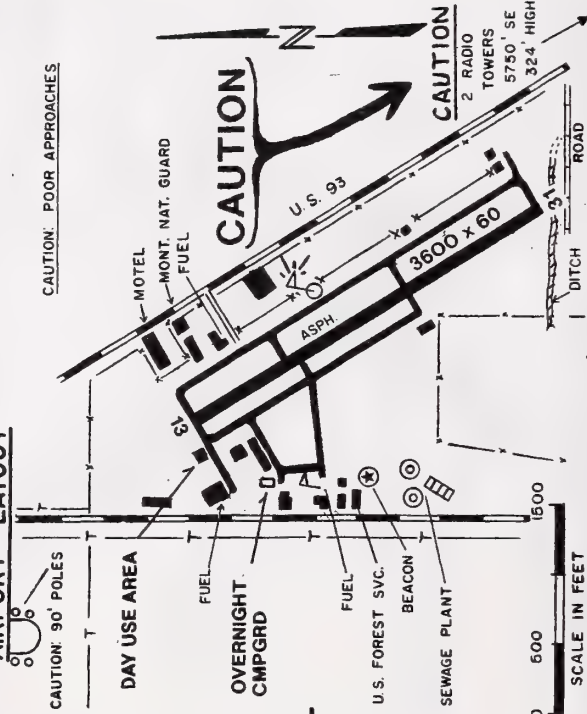 AIRPORT LAYOUT
CAUTION: 90' POLES
CAUTION: POOR APPROACHES
N
CAUTION
CAUTION
2 RADIO
TOWERS
5750' SE
324' HIGH
MOTEL
MONT. NAT. GUARD
FUEL
U.S. 93
13
DAY USE AREA
FUEL
OVERNIGHT
CMPGRD
ASPH.
3600 x 60
31
FUEL
U.S. FOREST SVC.
BEACON
SEWAGE PLANT
DITCH
ROAD
T
T
T
T
T
T
0
600
1500
SCALE IN FEET